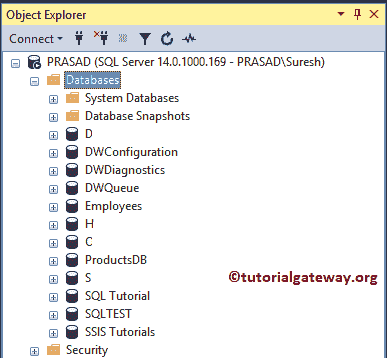 Object Explorer
Connect
PRASAD (SQL Server 14.0.1000.169 - PRASAD\Suresh)
Databases
System Databases
Database Snapshots
D
DWConfiguration
DWDiagnostics
DWQueue
Employees
H
C
ProductsDB
S
©tutorialgateway.org
SQL Tutorial
SQLTEST
SSIS Tutorials
Security